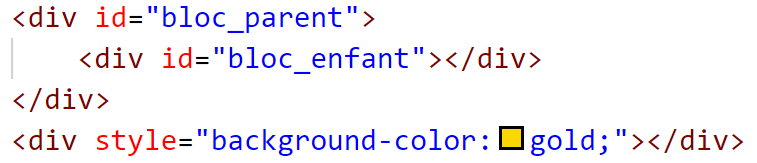 <div id="bloc_parent">
    <div id="bloc_enfant"></div>
</div>
<div style="background-color:gold;"></div>